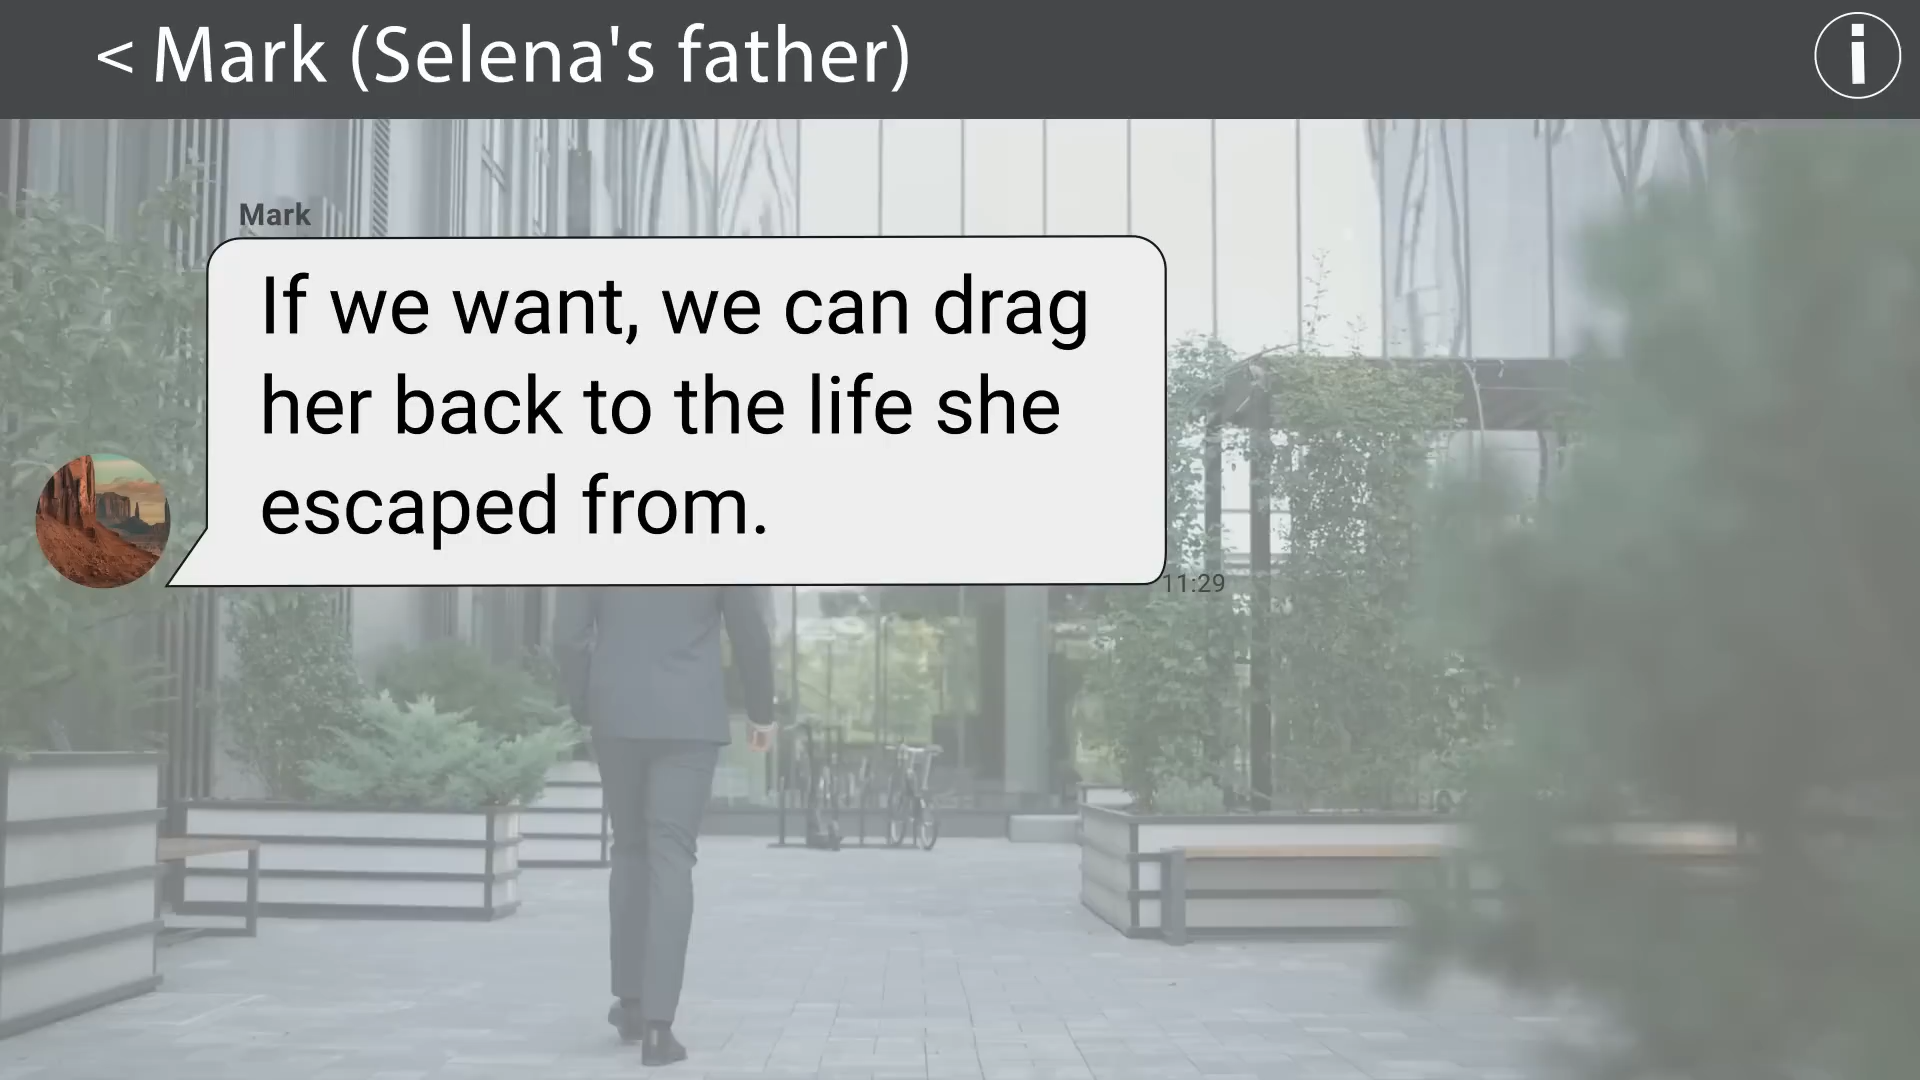 < Mark (Selena's father)
Mark
If we want, we can drag
her back to the life she
escaped from.
11:29